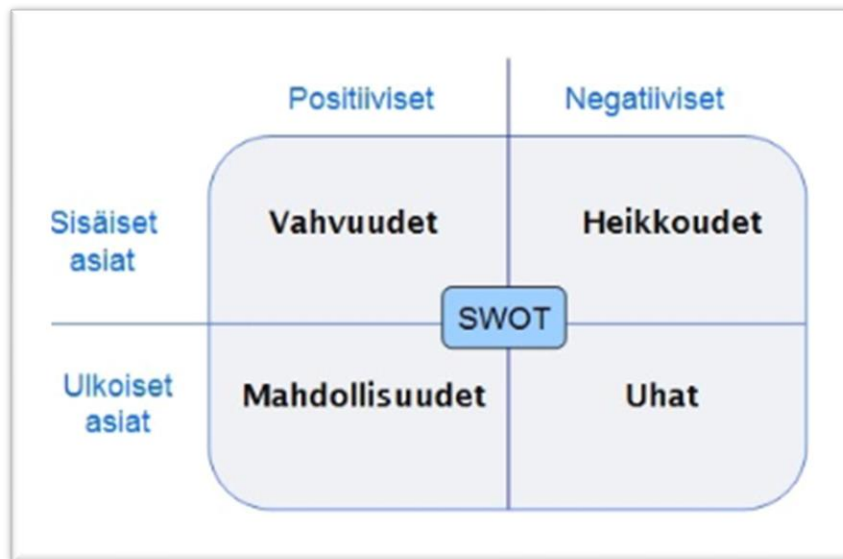 Positiiviset
Negatiiviset
Sisäiset
asiat
Vahvuudet
Heikkoudet
SWOT
Ulkoiset
asiat
Mahdollisuudet
Uhat